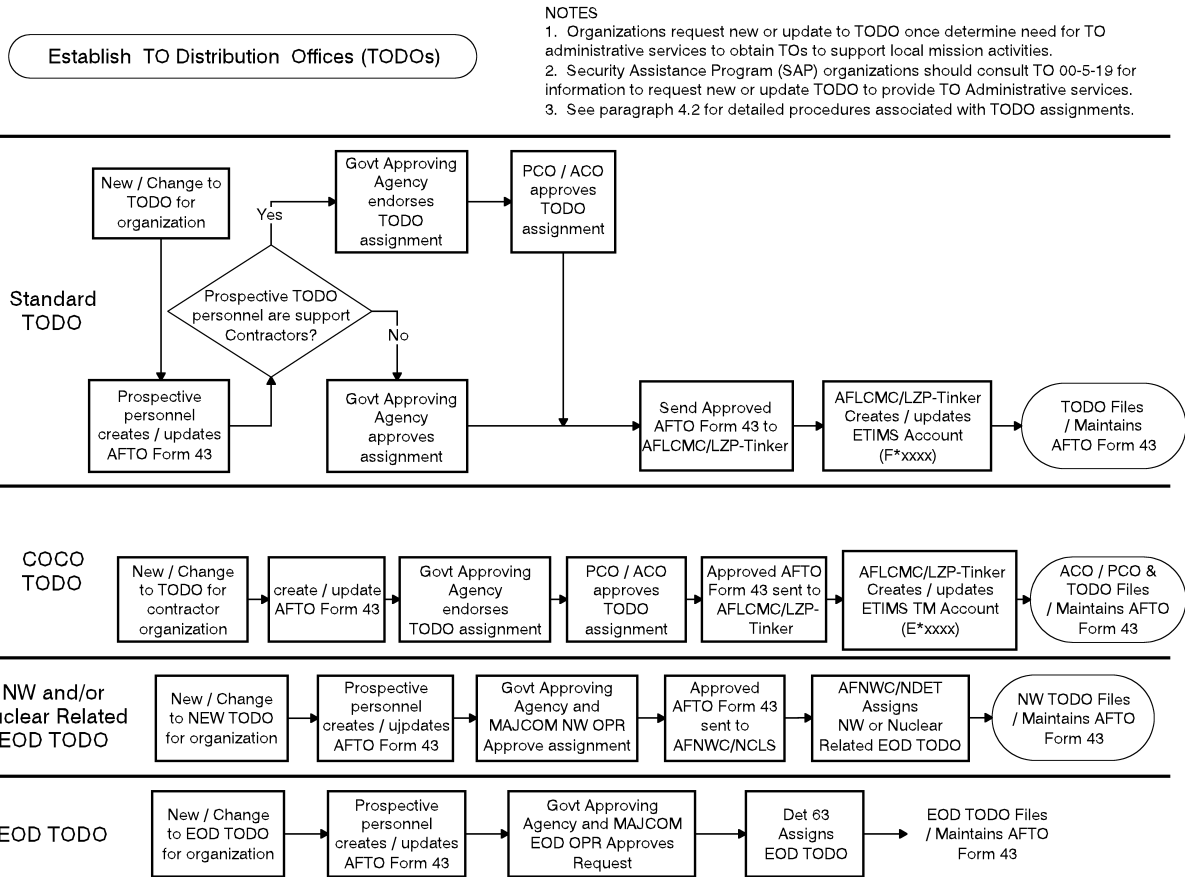 Establish TO Distribution Offices (TODOs)
NOTES
1. Organizations request new or update to TODO once determine need for TO
administrative services to obtain TOs to support local mission activities.
2. Security Assistance Program (SAP) organizations should consult TO 00-5-19 for
information to request new or update TODO to provide TO Administrative services.
3. See paragraph 4.2 for detailed procedures associated with TODO assignments.
Standard
TODO
New / Change to
TODO for
organization
Prospective
personnel
creates / updates
AFTO Form 43
Prospective TODO
personnel are support
Contractors?
Yes
No
Govt Approving
Agency
endorses
TODO
assignment
PCO / ACO
approves
TODO
assignment
Govt Approving
Agency
approves
assignment
Send Approved
AFTO Form 43 to
AFLCMC/LZP-Tinker
AFLCMC/LZP-Tinker
Creates / updates
ETIMS Account
(F*xxxx)
TODO Files
/ Maintains
AFTO Form 43
COCO
TODO
New / Change
to TODO for
contractor
organization
create / update
AFTO Form 43
Govt Approving
Agency
endorses
TODO assignment
PCO / ACO
approves
TODO
assignment
Approved AFTO
Form 43 sent to
AFLCMC/LZP-
Tinker
AFLCMC/LZP-Tinker
Creates / updates
ETIMS TM Account
(E*xxxx)
ACO / PCO &
TODO Files
/ Maintains AFTO
Form 43
NW and/or
uclear Related
EOD TODO
New / Change
to NEW TODO
for organization
Prospective
personnel
creates / updates
AFTO Form 43
Govt Approving
Agency and
MAJCOM NW OPR
Approve assignment
Approved
AFTO Form 43
sent to
AFNWC/NCLS
AFNWC/NDET
Assigns
NW or Nuclear
Related EOD TODO
NW TODO Files
/ Maintains AFTO
Form 43
EOD TODO
New / Change
to EOD TODO
for organization
Prospective
personnel
creates / updates
AFTO Form 43
Govt Approving
Agency and MAJCOM
EOD OPR Approves
Request
Det 63
Assigns
EOD TODO
EOD TODO Files
/ Maintains AFTO
Form 43